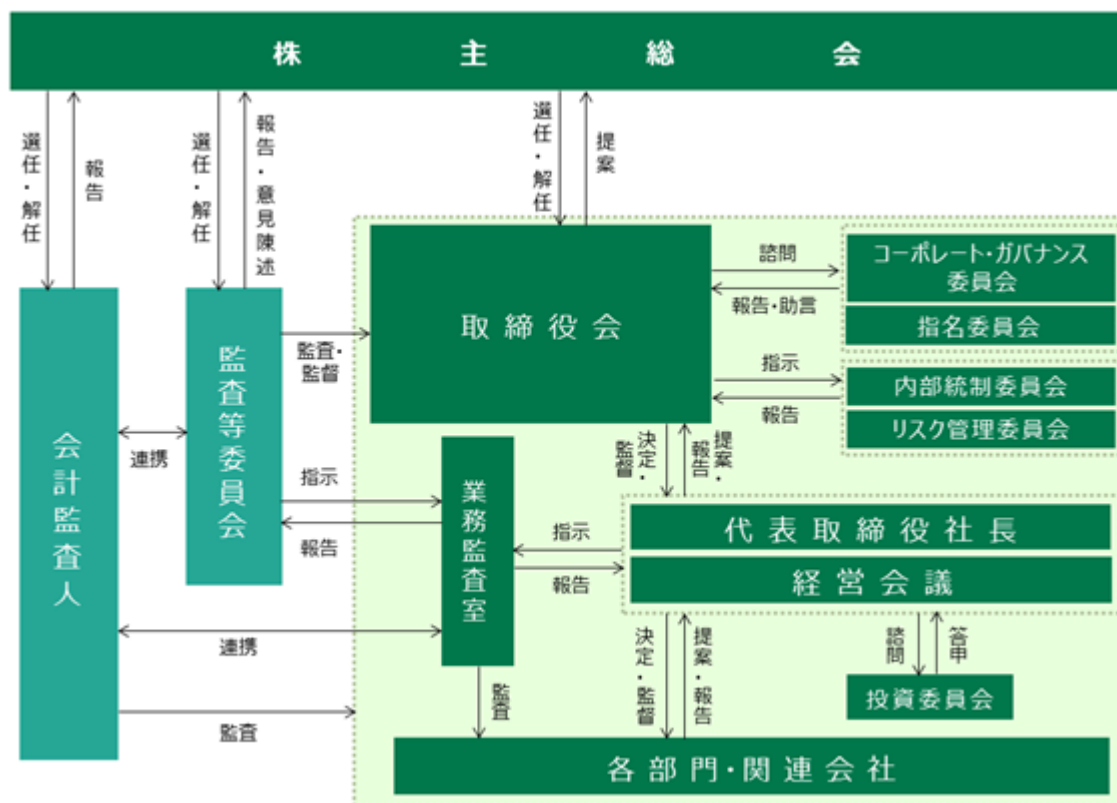 株主総会
選任・解任
報告
選任・解任
報告・意見陳述
選任・解任
提案
取締役会
諮問
報告・助言
コーポレート・ガバナンス
委員会
指名委員会
指示
報告
内部統制委員会
リスク管理委員会
監査・
監督
監査等委員会
会計監査人
連携
指示
報告
業務監査室
決定・
監督
提案・
報告
代表取締役社長
経営会議
指示
報告
連携
監査
監査
決定・監督
提案・報告
諮問
答申
投資委員会
各部門・関連会社